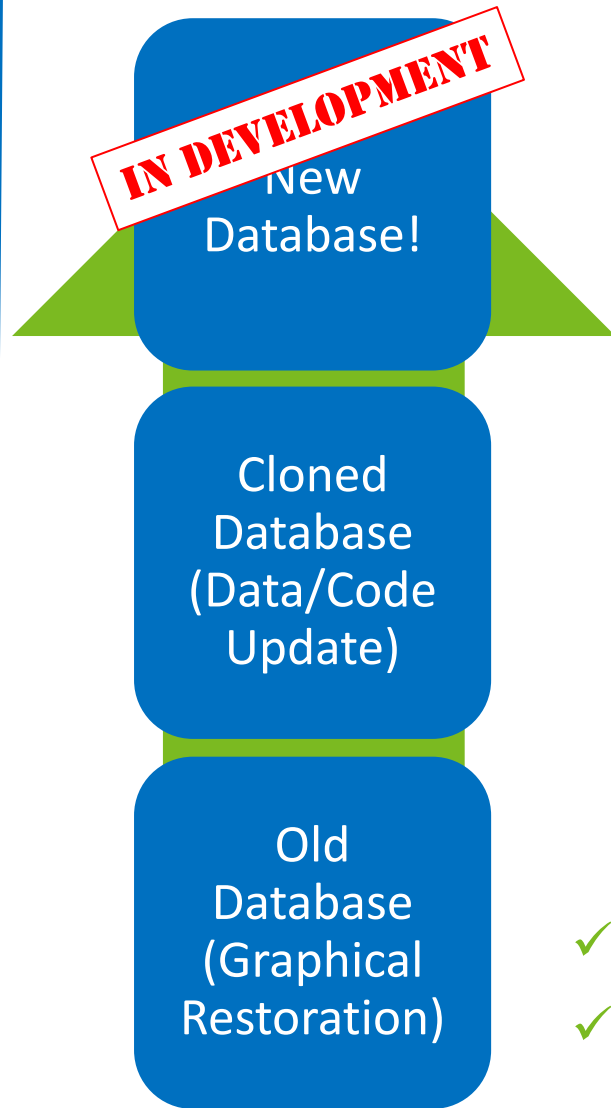 IN DEVELOPMENT
New
Database!
Cloned
Database
(Data/Code
Update)
Old
Database
(Graphical
Restoration)